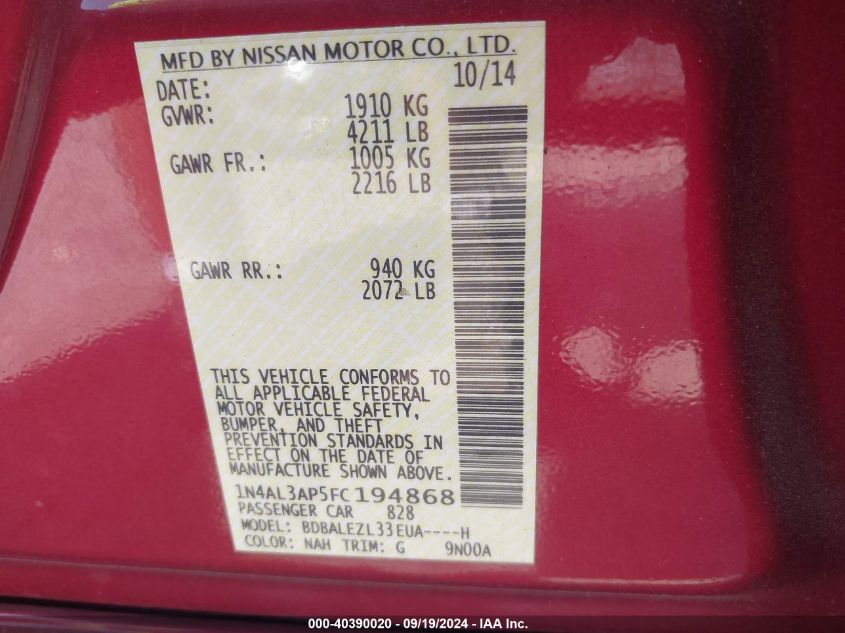 MFD BY NISSAN MOTOR CO., LTD.
DATE: 10/14
GVWR: 1910 KG
4211 LB
GAWR FR.: 1005 KG
2216 LB
GAWR RR.: 940 KG
2072 LB
THIS VEHICLE CONFORMS TO
ALL APPLICABLE FEDERAL
MOTOR VEHICLE SAFETY,
BUMPER, AND THEFT
PREVENTION STANDARDS IN
EFFECT ON THE DATE OF
MANUFACTURE SHOWN ABOVE.
1N4AL3AP5FC194868
PASSENGER CAR 828
MODEL: BDBALEZL33EUA----H
COLOR: NAH TRIM: G 9N00A
000-40390020 - 09/19/2024 - IAA Inc.